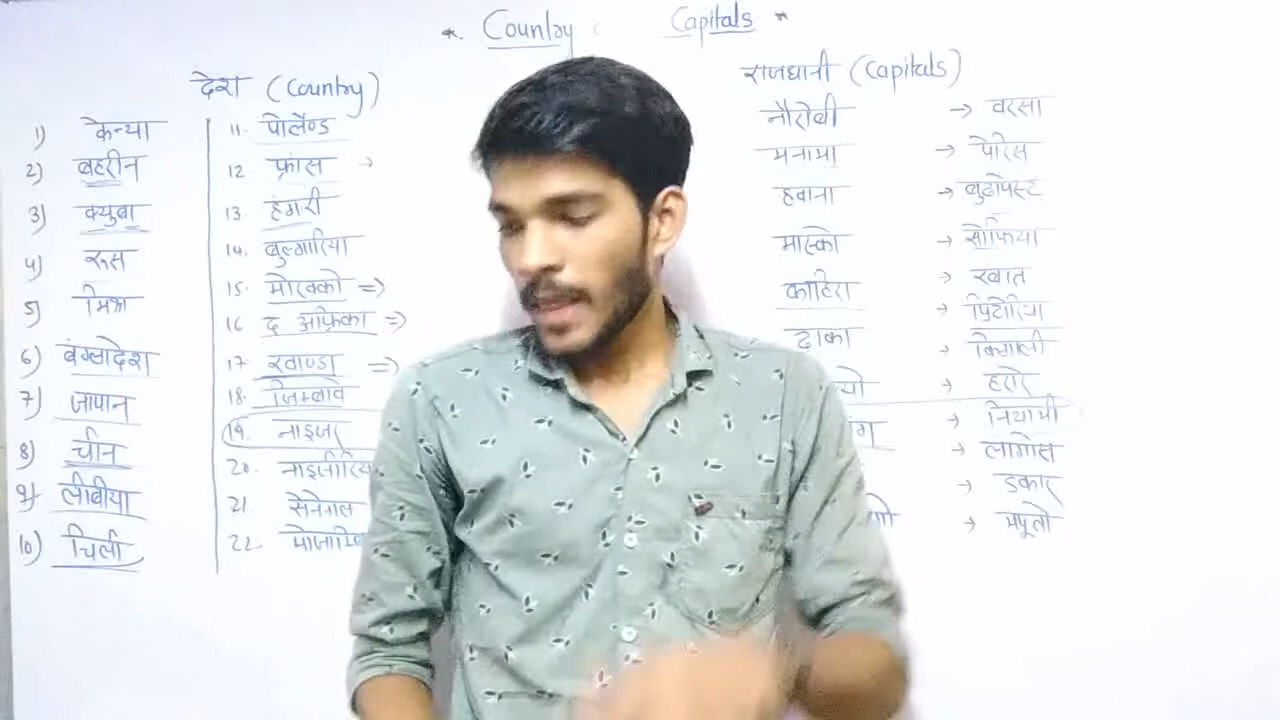 * Country Capitals *
देश (Country)
राजधानी (Capitals)
1) केन्या
2) बहरीन
3) क्युबा
4) रूस
5) मिस्र
6) बंग्लादेश
7) जापान
8) चीन
9) लीबीया
10) चिली
11. पोलैण्ड
12 फ्रांस →
13 हंगरी
14. बुल्गारिया
15. मोरक्को =>
16 द अफ्रिका =>
17 रवाण्डा =>
18. जिम्बावे
19. नाइजर
20. नाइजीरिय
21. सेनेगल
22. मोजाम्बि
नौरोबी
मनामा
हवाना
मास्को
काहिरा
ढाका
यो
ग
→ वरसा
→ पेरिस
→ बुढापेस्ट
→ सोफिया
→ रबात
→ प्रिटोरिया
→ किगाली
→ हरारे
→ नियामी
→ लागोस
→ डकार
→ मपूतो